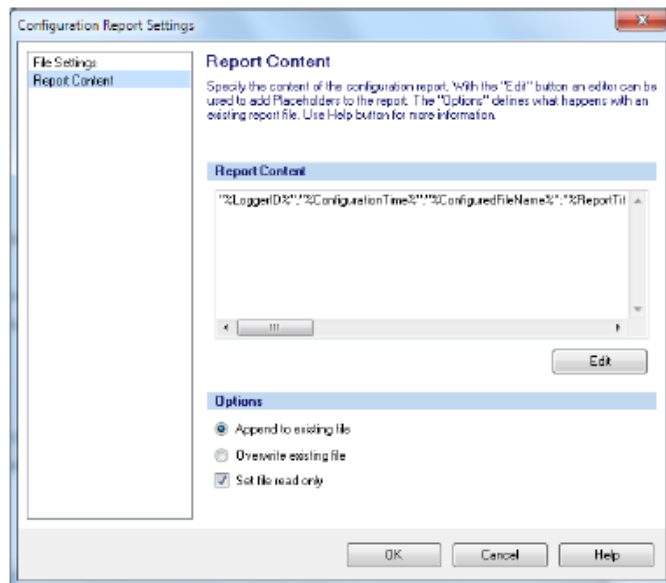 Configuration Report Settings
File Settings
Report Content
Report Content
Specify the content of the configuration report. With the "Edit" button an editor can be
used to add Placeholders to the report. The "Options" defines what happens with an
existing report file. Use Help button for more information.
Report Content
"%LoggerID%";"%ConfigurationTime%";"%ConfiguredFileName%";"%ReportTit
Edit
Options
Append to existing file
Overwrite existing file
Set file read only
OK
Cancel
Help